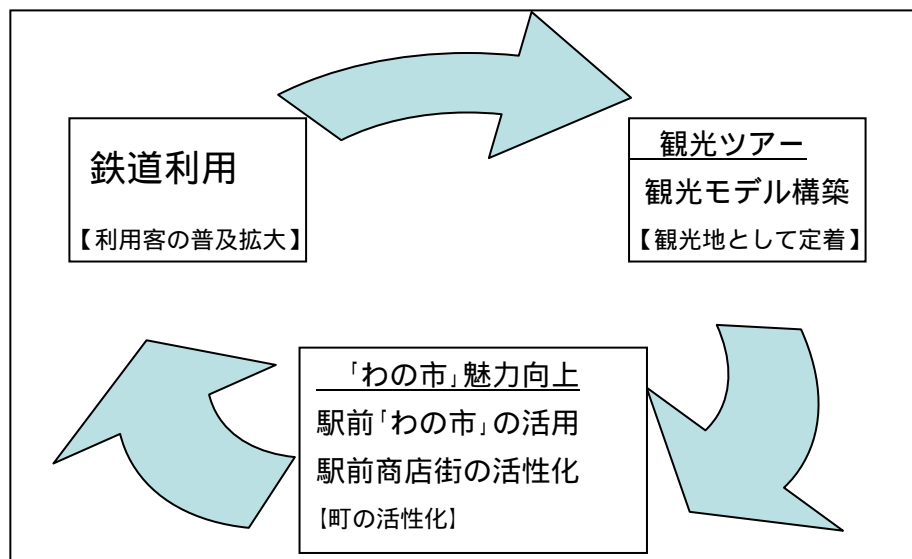 鉄道利用
【利用客の普及拡大】
観光ツアー
観光モデル構築
【観光地として定着】
「わの市」魅力向上
駅前「わの市」の活用
駅前商店街の活性化
【町の活性化】